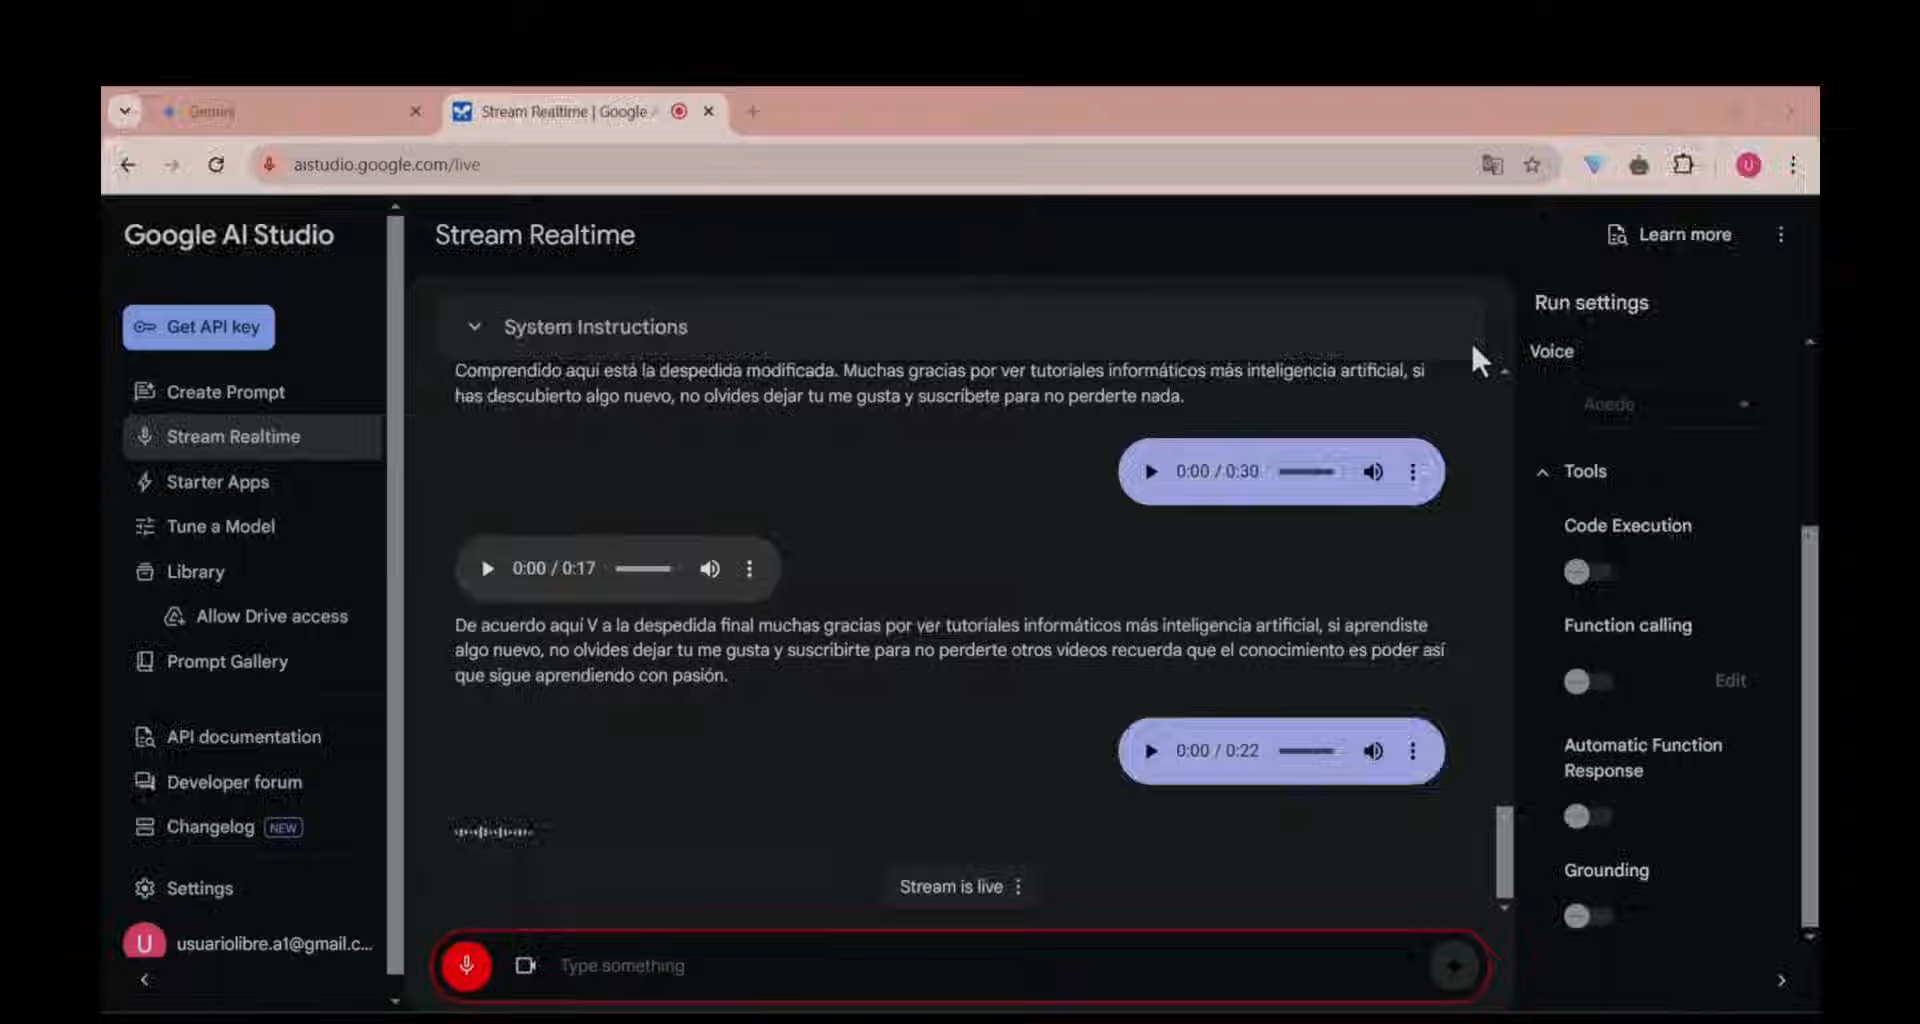 Gemini
Stream Realtime | Google
aistudio.google.com/live
U
Google AI Studio
Stream Realtime
Learn more
Get API key
Create Prompt
Stream Realtime
Starter Apps
Tune a Model
Library
Allow Drive access
Prompt Gallery
API documentation
Developer forum
Changelog NEW
Settings
U usuariolibre.a1@gmail.c...
System Instructions
Comprendido aquí está la despedida modificada. Muchas gracias por ver tutoriales informáticos más inteligencia artificial, si
has descubierto algo nuevo, no olvides dejar tu me gusta y suscríbete para no perderte nada.
0:00 / 0:30
0:00 / 0:17
De acuerdo aquí V a la despedida final muchas gracias por ver tutoriales informáticos más inteligencia artificial, si aprendiste
algo nuevo, no olvides dejar tu me gusta y suscribirte para no perderte otros vídeos recuerda que el conocimiento es poder así
que sigue aprendiendo con pasión.
0:00 / 0:22
Stream is live
Type something
Run settings
Voice
Aoede
Tools
Code Execution
Function calling
Edit
Automatic Function
Response
Grounding